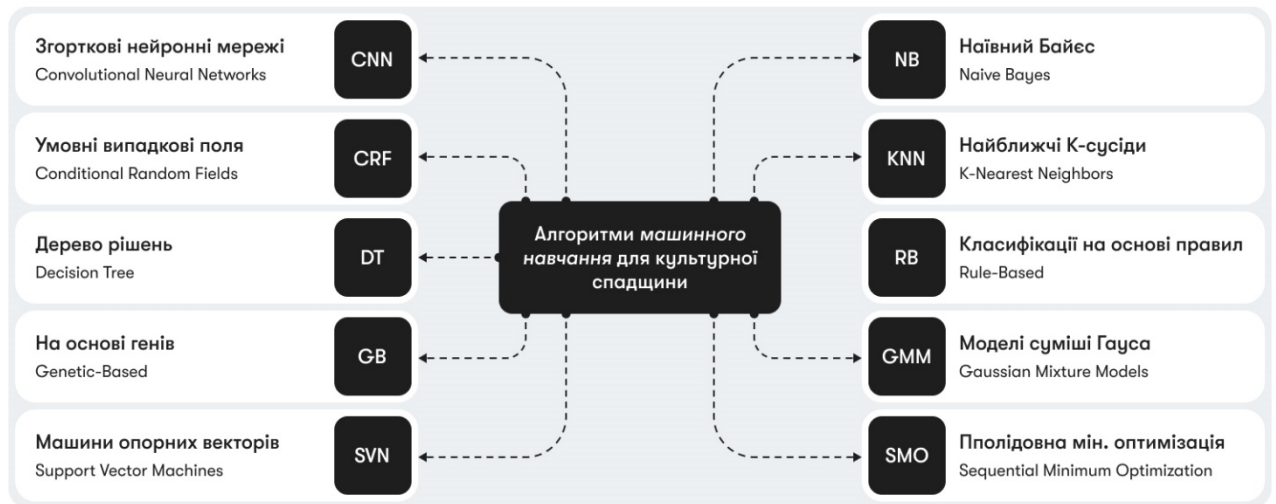 Згорткові нейронні мережі
Convolutional Neural Networks
CNN
Умовні випадкові поля
Conditional Random Fields
CRF
Дерево рішень
Decision Tree
DT
На основі генів
Genetic-Based
GB
Машини опорних векторів
Support Vector Machines
SVN
Алгоритми машинного
навчання для культурної
спадщини
NB
Наївний Байєс
Naive Bayes
KNN
Найближчі К-сусіди
K-Nearest Neighbors
RB
Класифікації на основі правил
Rule-Based
GMM
Моделі суміші Гауса
Gaussian Mixture Models
SMO
Пполідовна мін. оптимізація
Sequential Minimum Optimization